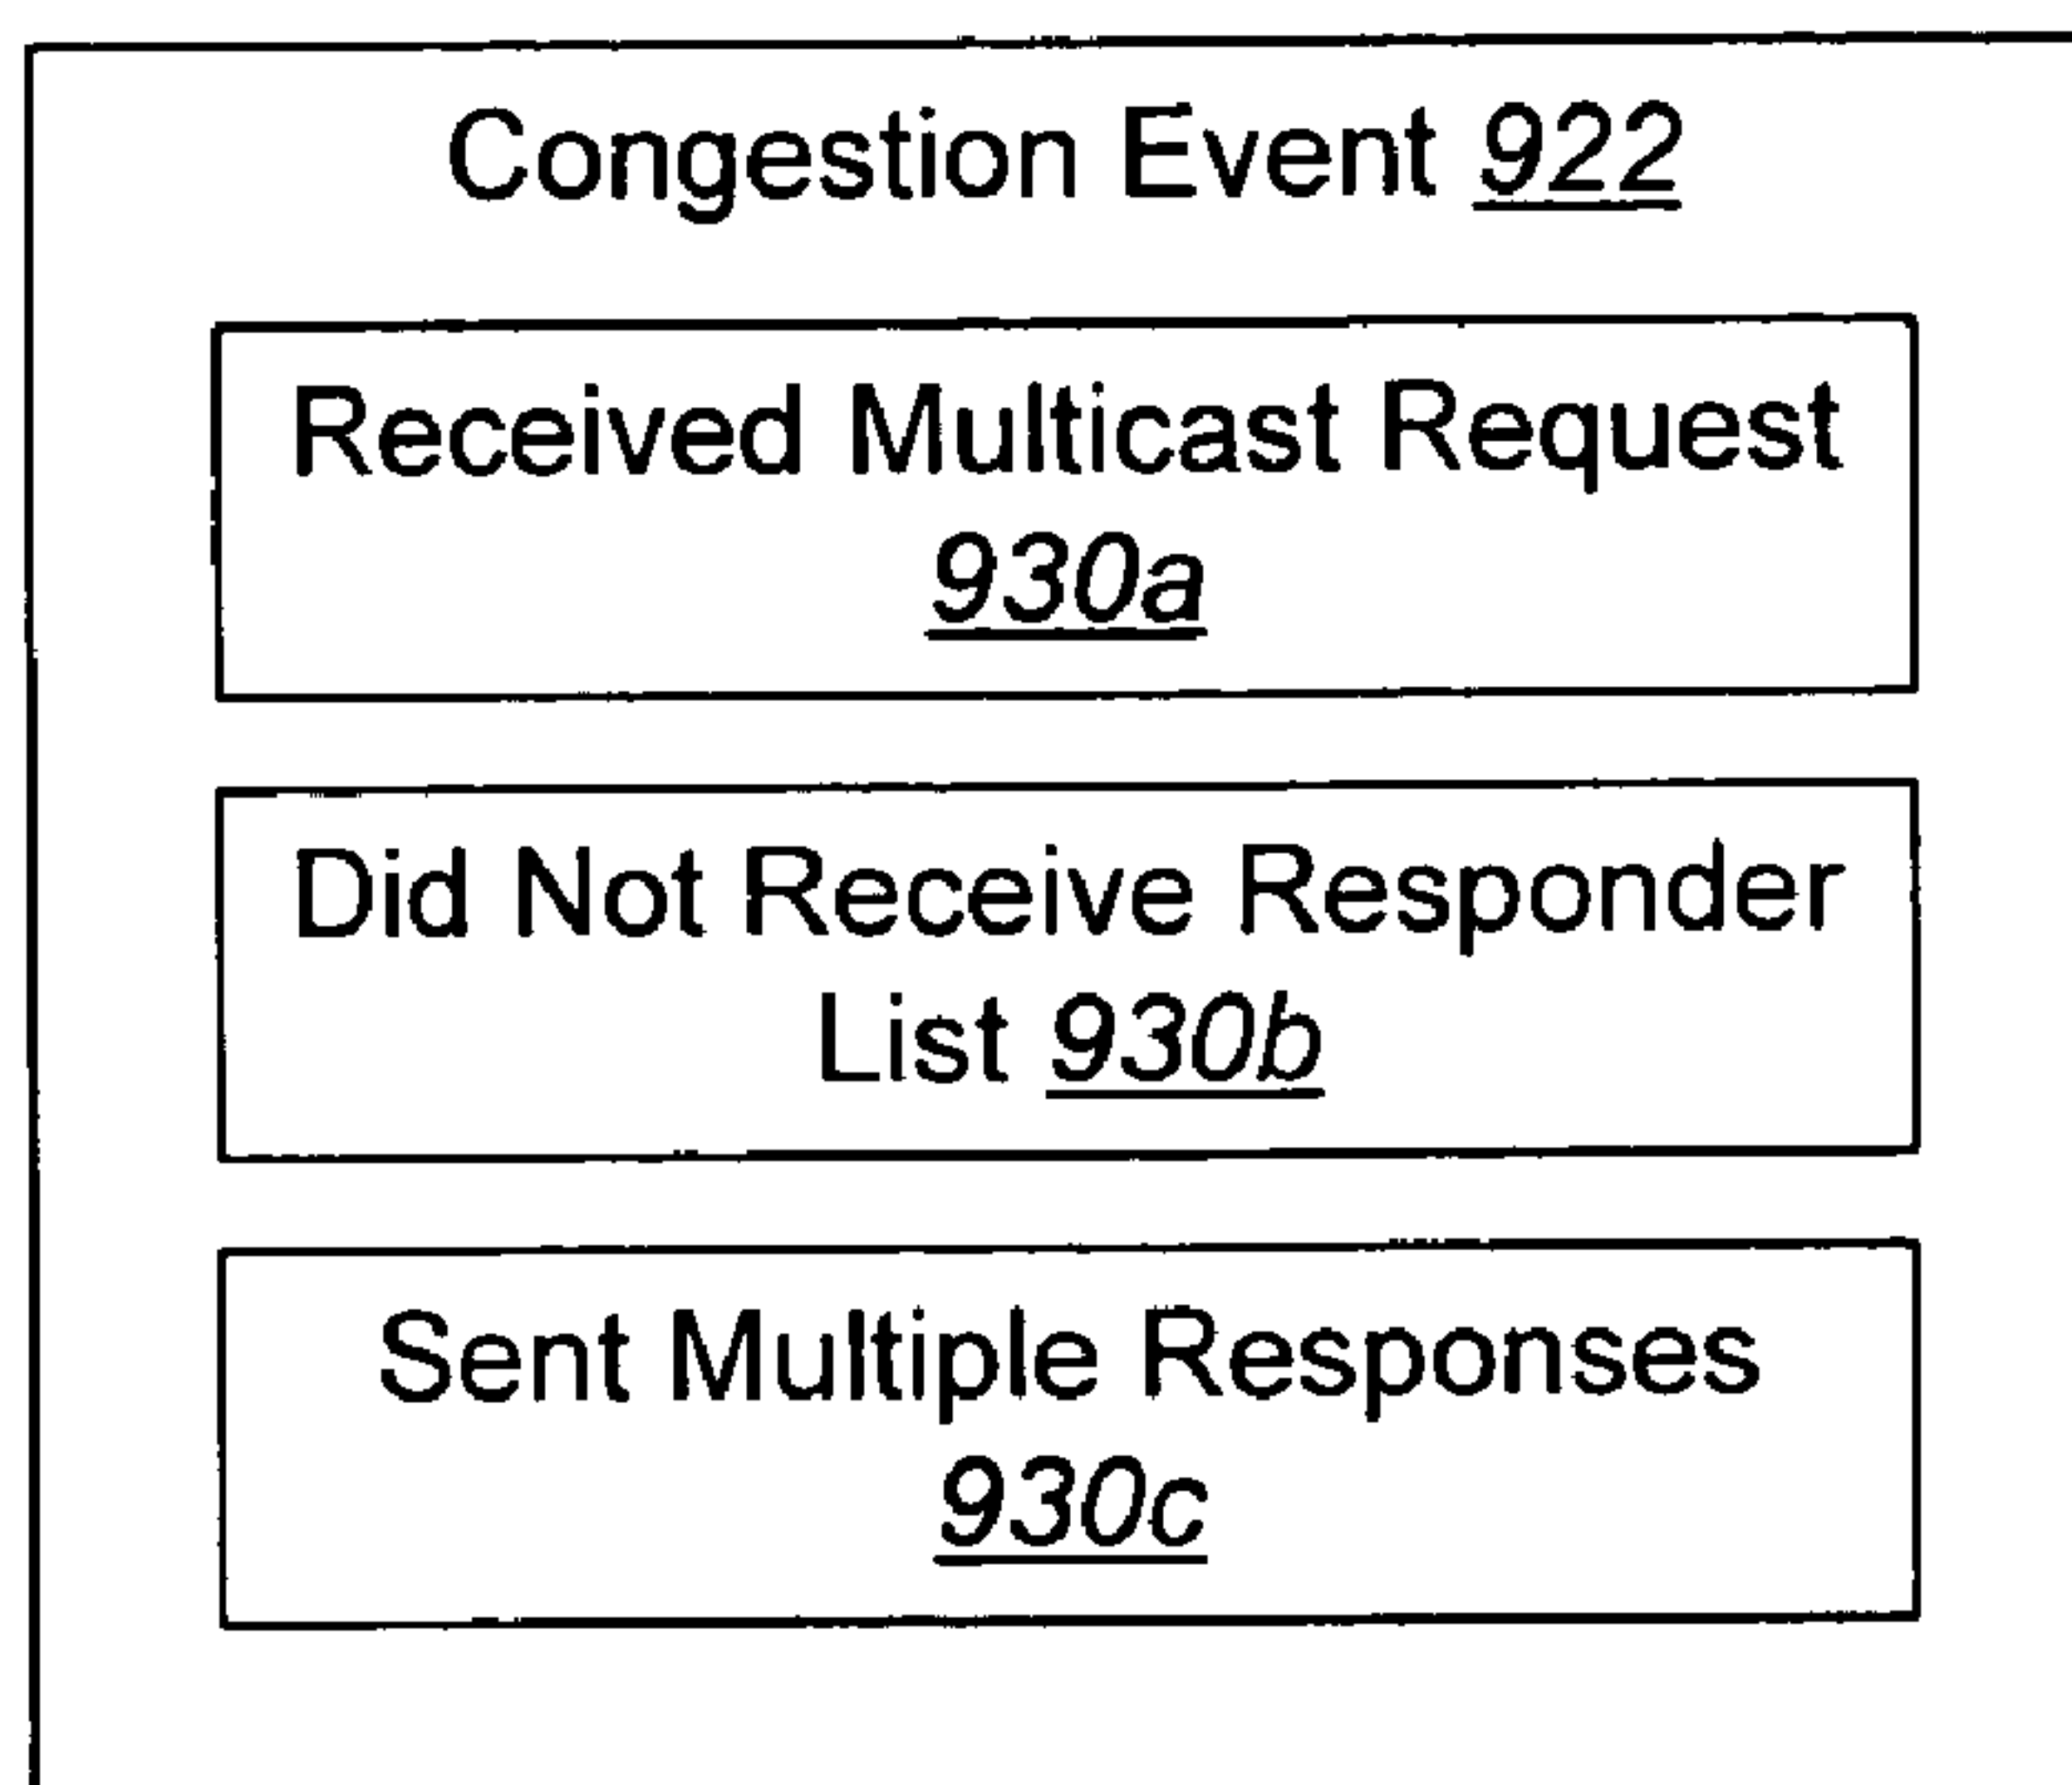 Congestion Event 922
Received Multicast Request
930a
Did Not Receive Responder
List 930b
Sent Multiple Responses
930c